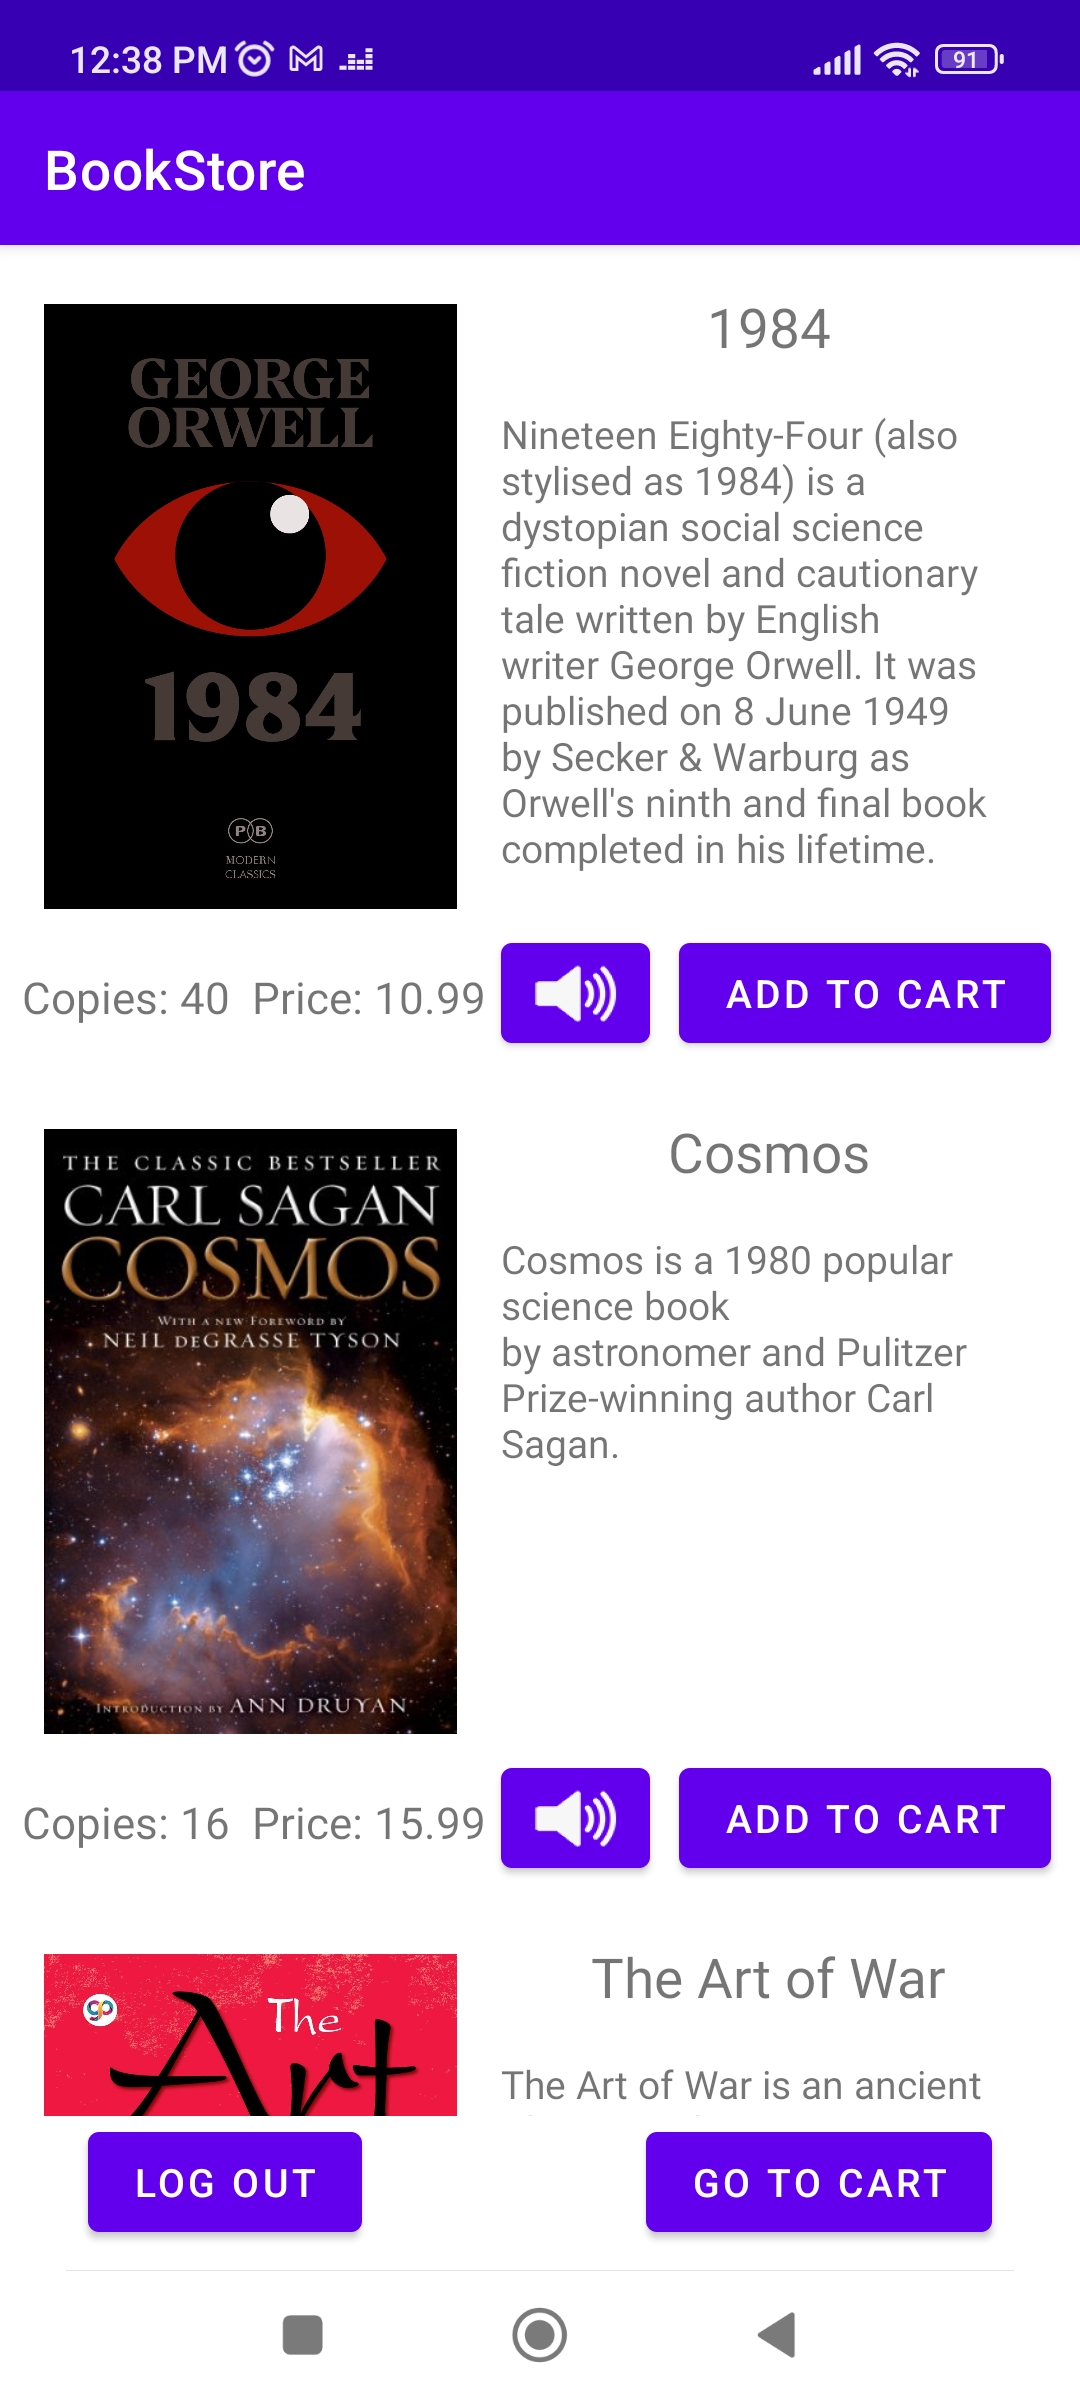 12:38 PM
91
BookStore
GEORGE
ORWELL
1984
P B
MODERN
CLASSICS
1984
Nineteen Eighty-Four (also
stylised as 1984) is a
dystopian social science
fiction novel and cautionary
tale written by English
writer George Orwell. It was
published on 8 June 1949
by Secker & Warburg as
Orwell's ninth and final book
completed in his lifetime.
Copies: 40 Price: 10.99
ADD TO CART
THE CLASSIC BESTSELLER
CARL SAGAN
COSMOS
WITH A NEW FOREWORD BY
NEIL DEGRASSE TYSON
INTRODUCTION BY ANN DRUYAN
Cosmos
Cosmos is a 1980 popular
science book
by astronomer and Pulitzer
Prize-winning author Carl
Sagan.
Copies: 16 Price: 15.99
ADD TO CART
go
The
Art
The Art of War
The Art of War is an ancient
LOG OUT
GO TO CART